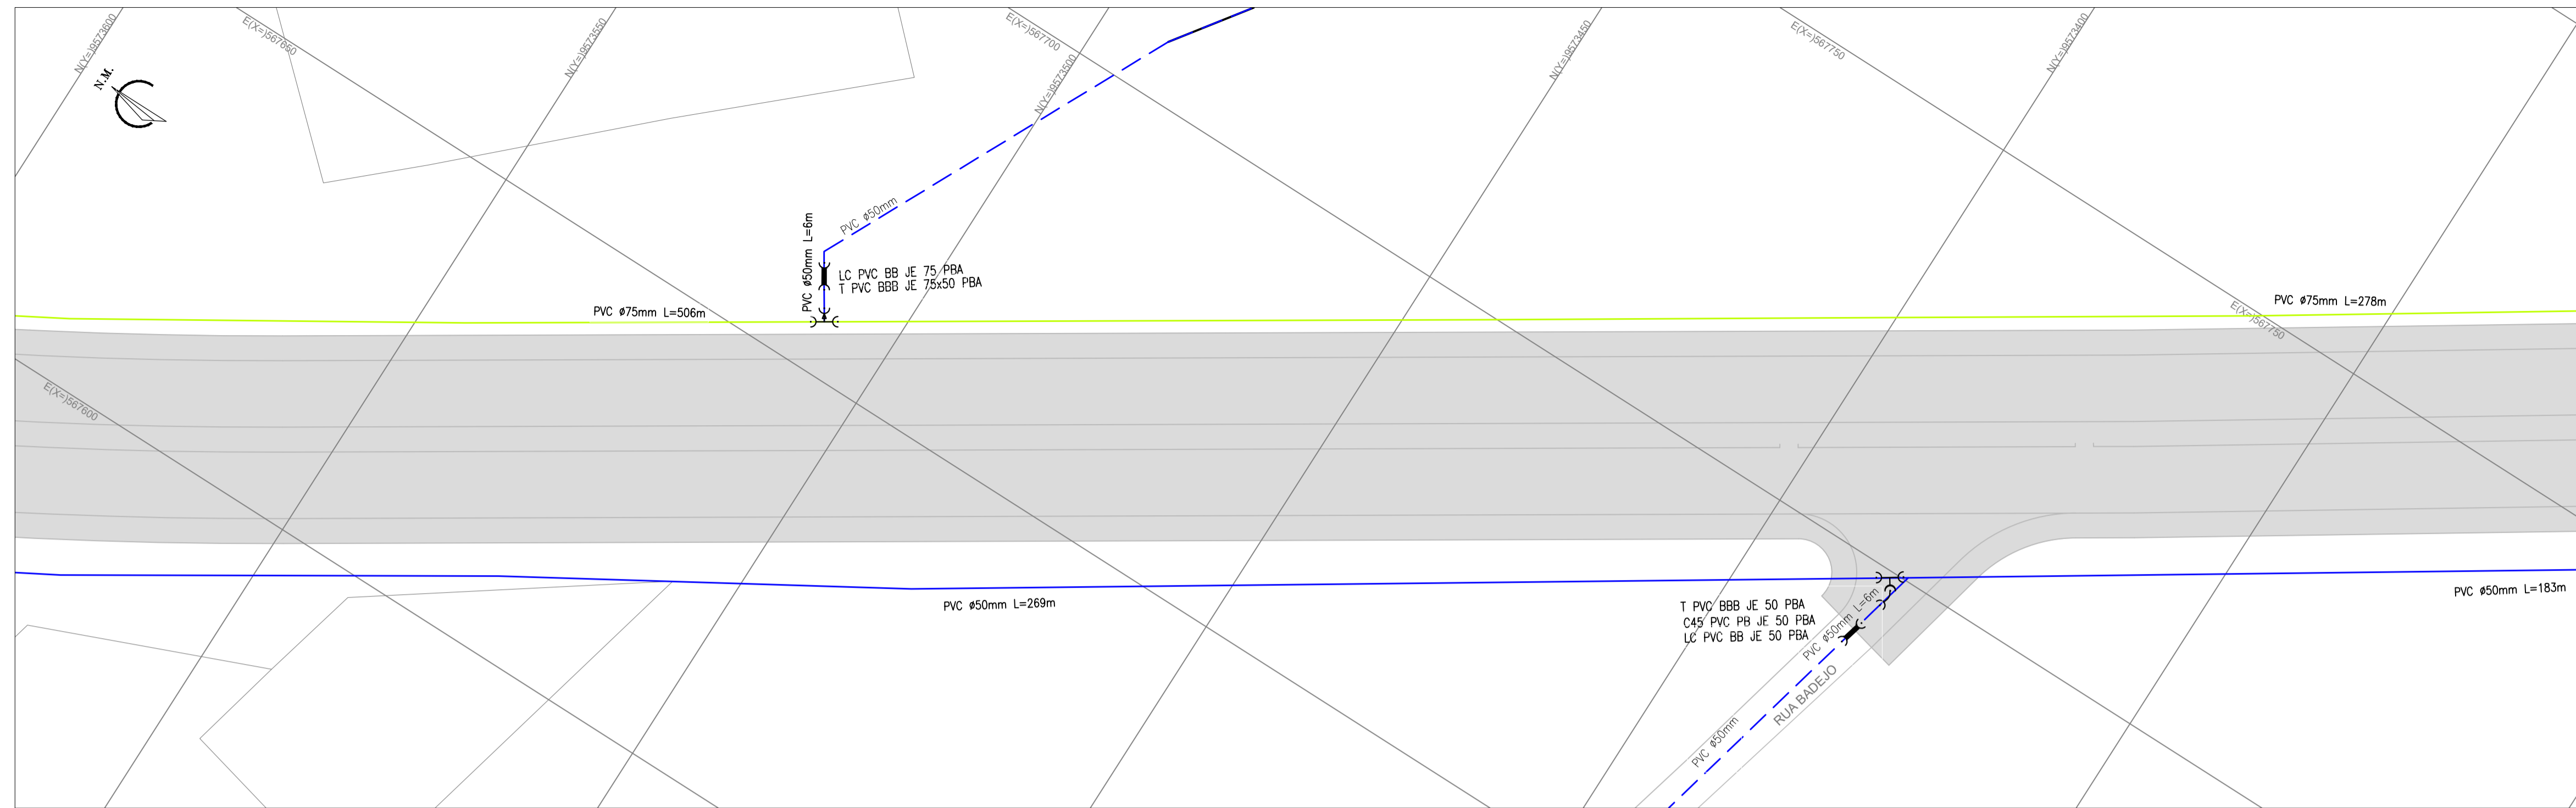 N(Y=)9573600
E(X=)567650
N(Y=)9573550
E(X=)567700
N(Y=)9573500
N(Y=)9573450
E(X=)567750
N(Y=)9573400
N.M.
PVC ø50mm
PVC ø50mm L=6m
LC PVC BB JE 75 PBA
T PVC BBB JE 75x50 PBA
PVC ø75mm L=506m
PVC ø75mm L=278m
E(X=)567750
E(X=)567600
PVC ø50mm L=269m
T PVC BBB JE 50 PBA
C45 PVC PB JE 50 PBA
LC PVC BB JE 50 PBA
PVC ø50mm L=6m
PVC ø50mm L=183m
RUA BADEJO
PVC ø50mm